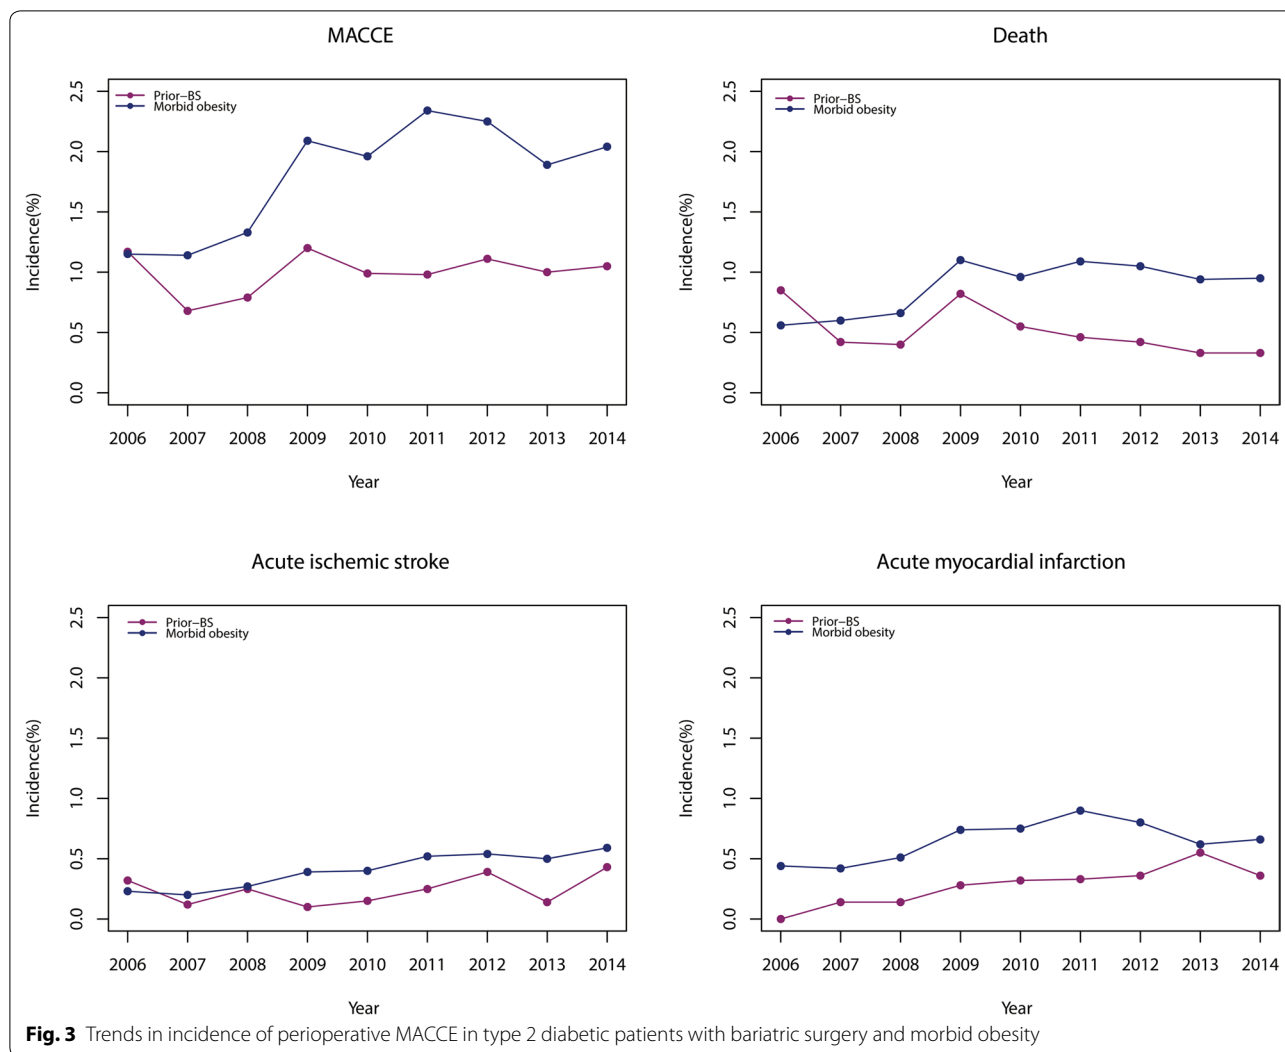 MACCE
Prior–BS
Morbid obesity
Incidence(%)
2.5
2.0
1.5
1.0
0.5
0.0
2006 2007 2008 2009 2010 2011 2012 2013 2014
Year
Death
Prior–BS
Morbid obesity
Incidence(%)
2.5
2.0
1.5
1.0
0.5
0.0
2006 2007 2008 2009 2010 2011 2012 2013 2014
Year
Acute ischemic stroke
Prior–BS
Morbid obesity
Incidence(%)
2.5
2.0
1.5
1.0
0.5
0.0
2006 2007 2008 2009 2010 2011 2012 2013 2014
Year
Acute myocardial infarction
Prior–BS
Morbid obesity
Incidence(%)
2.5
2.0
1.5
1.0
0.5
0.0
2006 2007 2008 2009 2010 2011 2012 2013 2014
Year
Fig. 3 Trends in incidence of perioperative MACCE in type 2 diabetic patients with bariatric surgery and morbid obesity